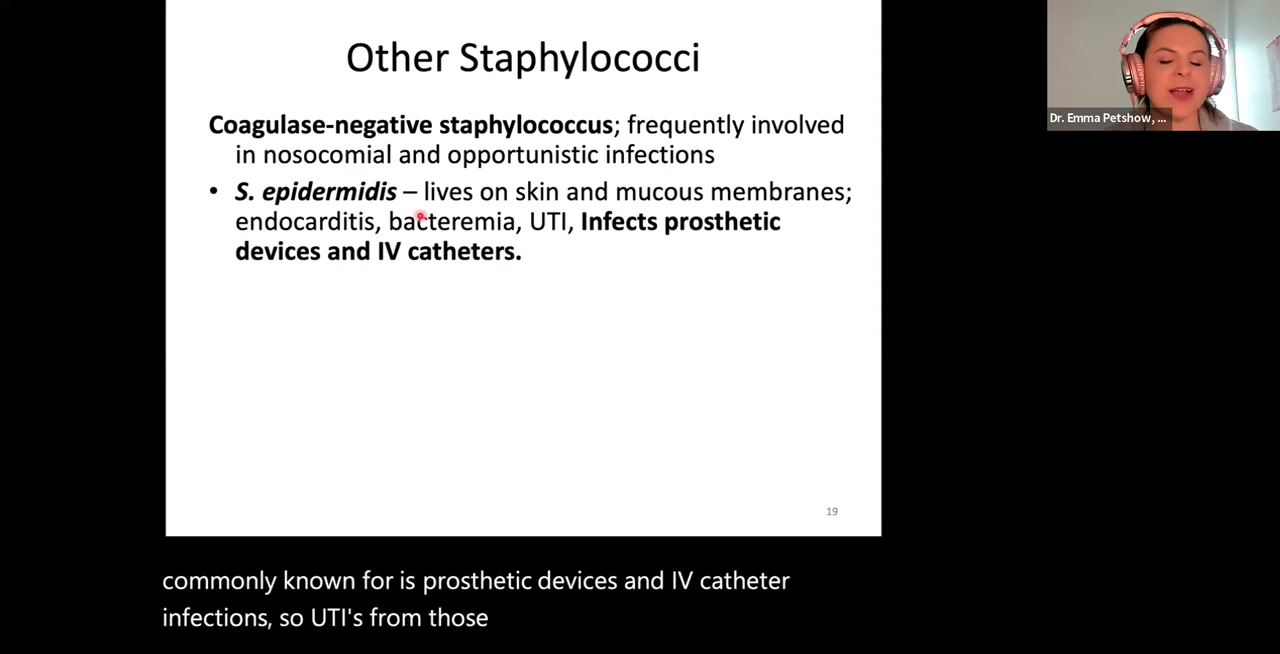 Other Staphylococci
Coagulase-negative staphylococcus; frequently involved
in nosocomial and opportunistic infections
• S. epidermidis – lives on skin and mucous membranes;
endocarditis, bacteremia, UTI, Infects prosthetic
devices and IV catheters.
19
Dr. Emma Petshow, ...
commonly known for is prosthetic devices and IV catheter
infections, so UTI's from those